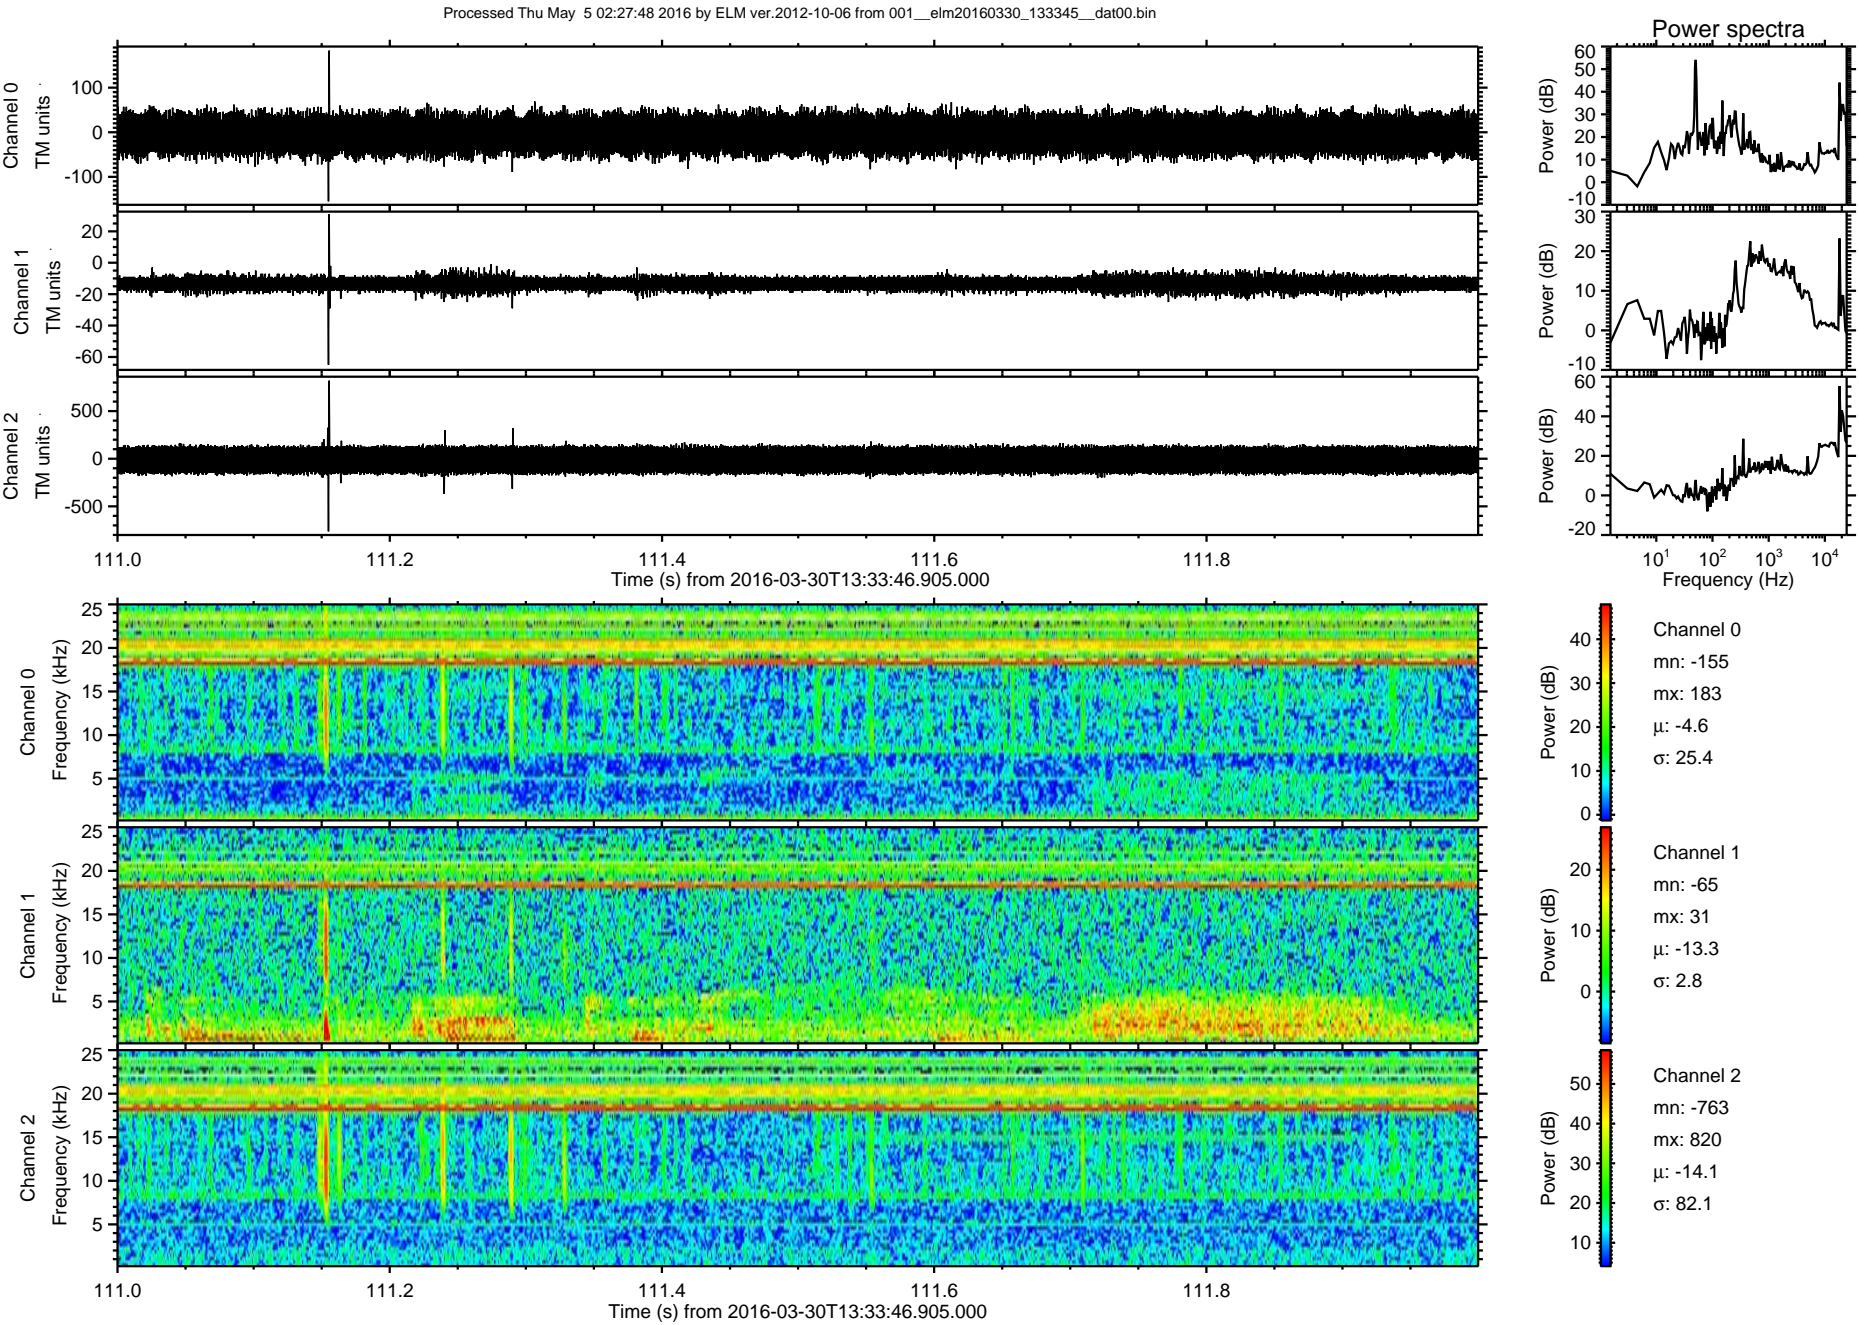 Processed Thu May  5 02:27:48 2016 by ELM ver.2012-10-06 from 001__elm20160330_133345__dat00.bin
Power spectra
Channel 0
TM units
100
0
-100
Power (dB)
60
50
40
30
20
10
0
-10
Channel 1
TM units
20
0
-20
-40
-60
Power (dB)
30
20
10
0
-10
Channel 2
TM units
500
0
-500
Power (dB)
60
40
20
0
-20
111.0
111.2
111.4
111.6
111.8
Time (s) from 2016-03-30T13:33:46.905.000
10¹
10²
10³
10⁴
Frequency (Hz)
Channel 0
Frequency (kHz)
25
20
15
10
5
Power (dB)
40
30
20
10
0
Channel 0
mn: -155
mx: 183
μ: -4.6
σ: 25.4
Channel 1
Frequency (kHz)
25
20
15
10
5
Power (dB)
20
10
0
Channel 1
mn: -65
mx: 31
μ: -13.3
σ: 2.8
Channel 2
Frequency (kHz)
25
20
15
10
5
Power (dB)
50
40
30
20
10
Channel 2
mn: -763
mx: 820
μ: -14.1
σ: 82.1
111.0
111.2
111.4
111.6
111.8
Time (s) from 2016-03-30T13:33:46.905.000